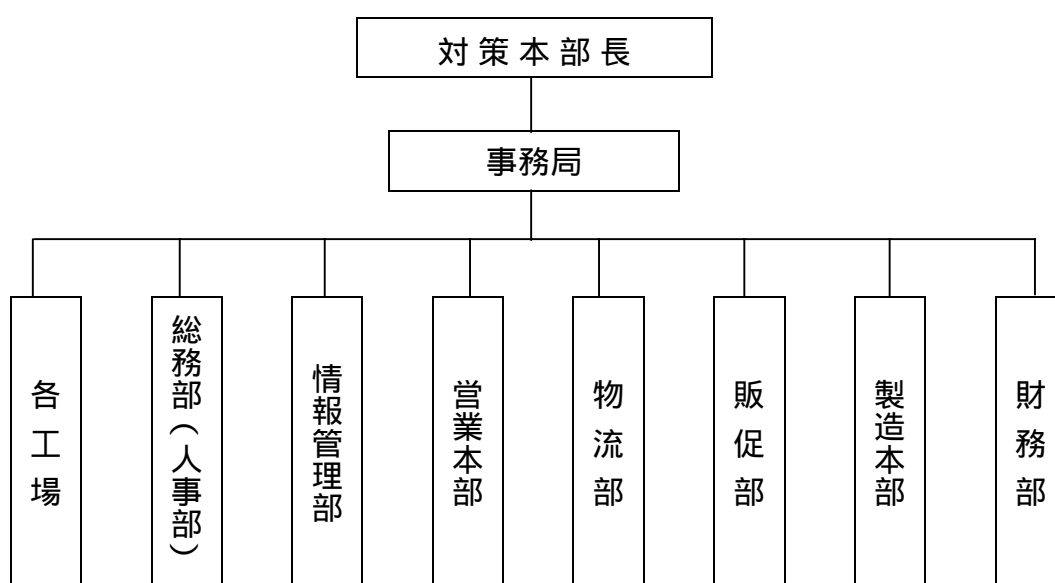 対策本部長
事務局
各工場
総務部(人事部)
情報管理部
営業本部
物流部
販促部
製造本部
財務部